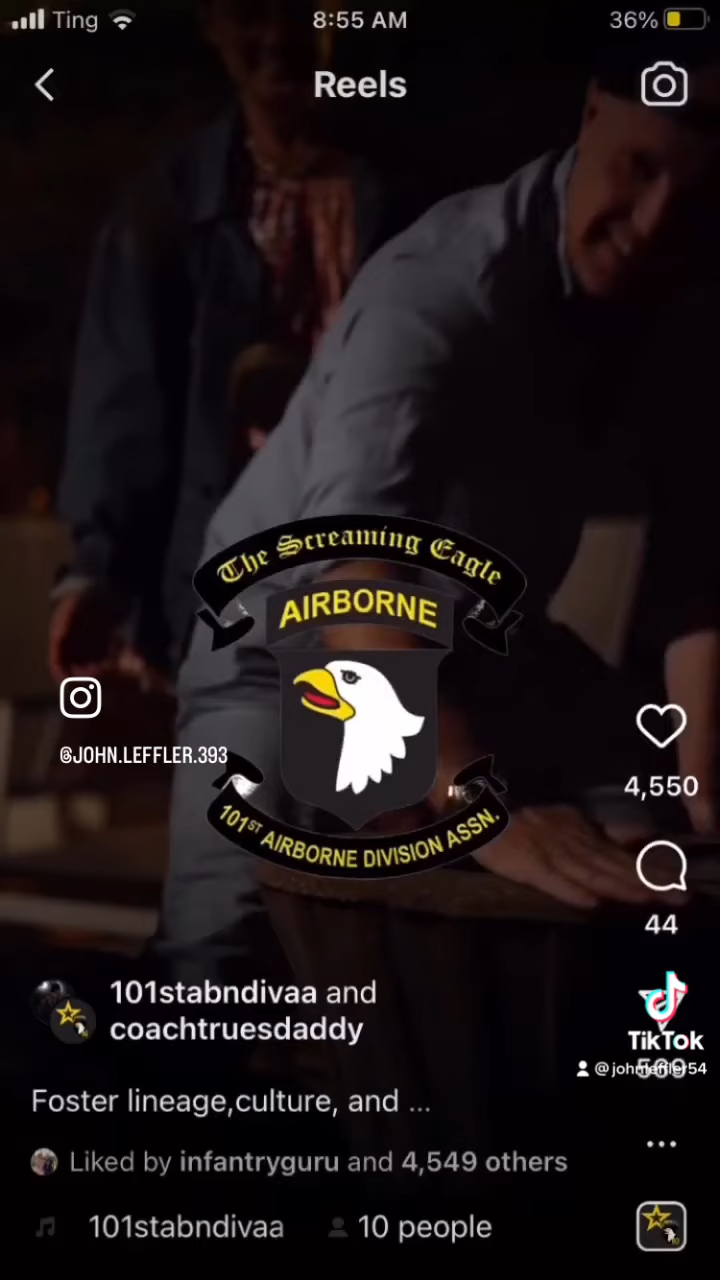 Ting
8:55 AM
36%
Reels
The Screaming Eagle
AIRBORNE
@JOHN.LEFFLER.393
101ST AIRBORNE DIVISION ASSN.
4,550
44
101stabndivaa and
coachtruesdaddy
TikTok
@johnleffler54
Foster lineage,culture, and ...
Liked by infantryguru and 4,549 others
101stabndivaa
10 people